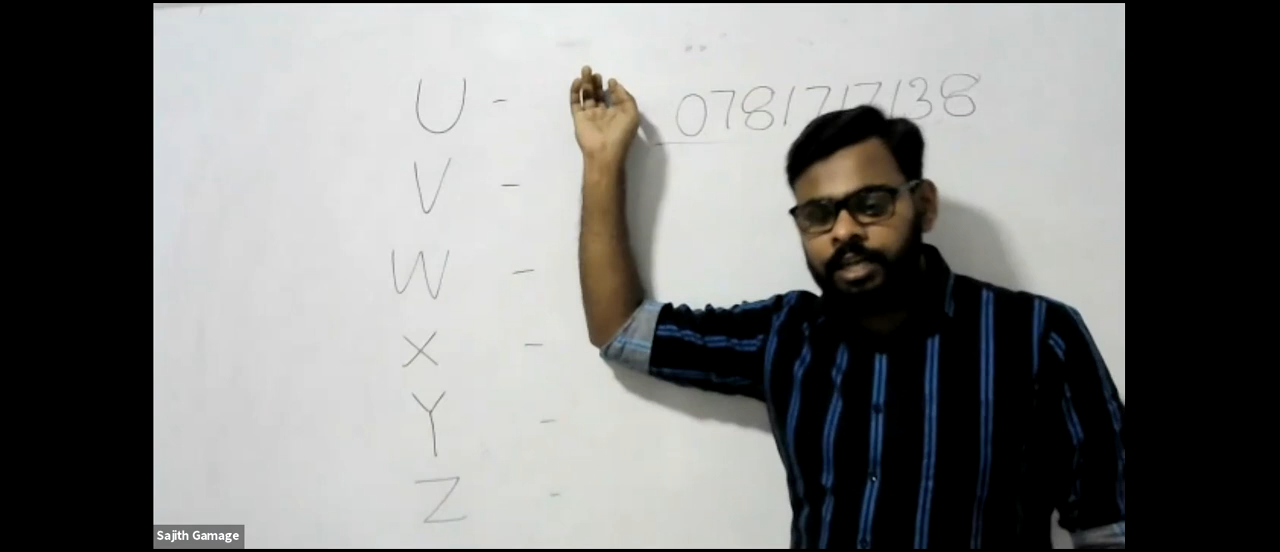 U - 0781717138
V -
W -
X -
Y -
Z -
Sajith Gamage